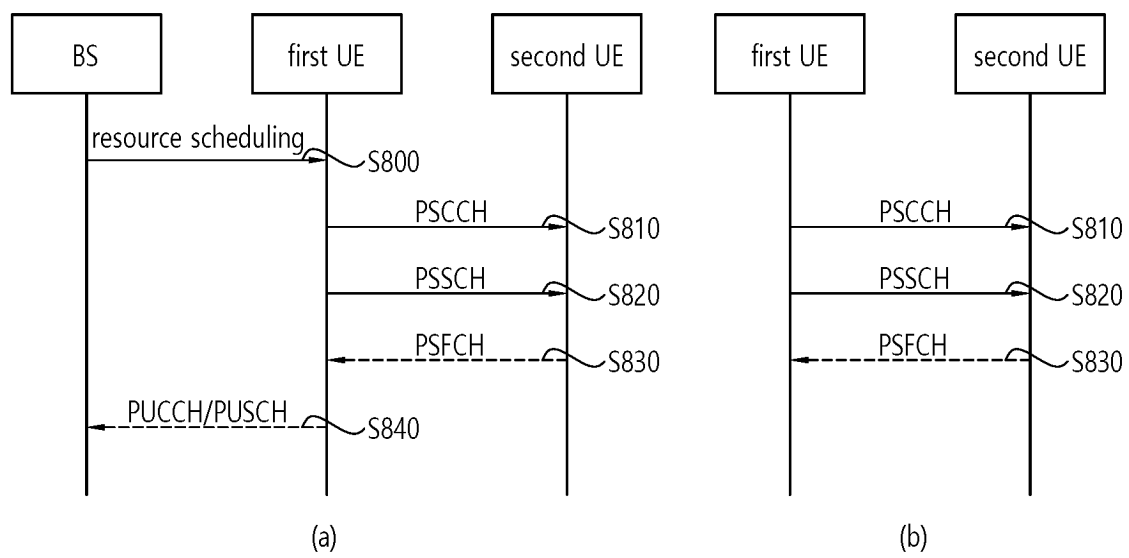 BS first UE second UE first UE second UE
resource scheduling S800
PSCCH S810 PSCCH S810
PSSCH S820 PSSCH S820
PSFCH S830 PSFCH S830
PUCCH/PUSCH S840
(a) (b)